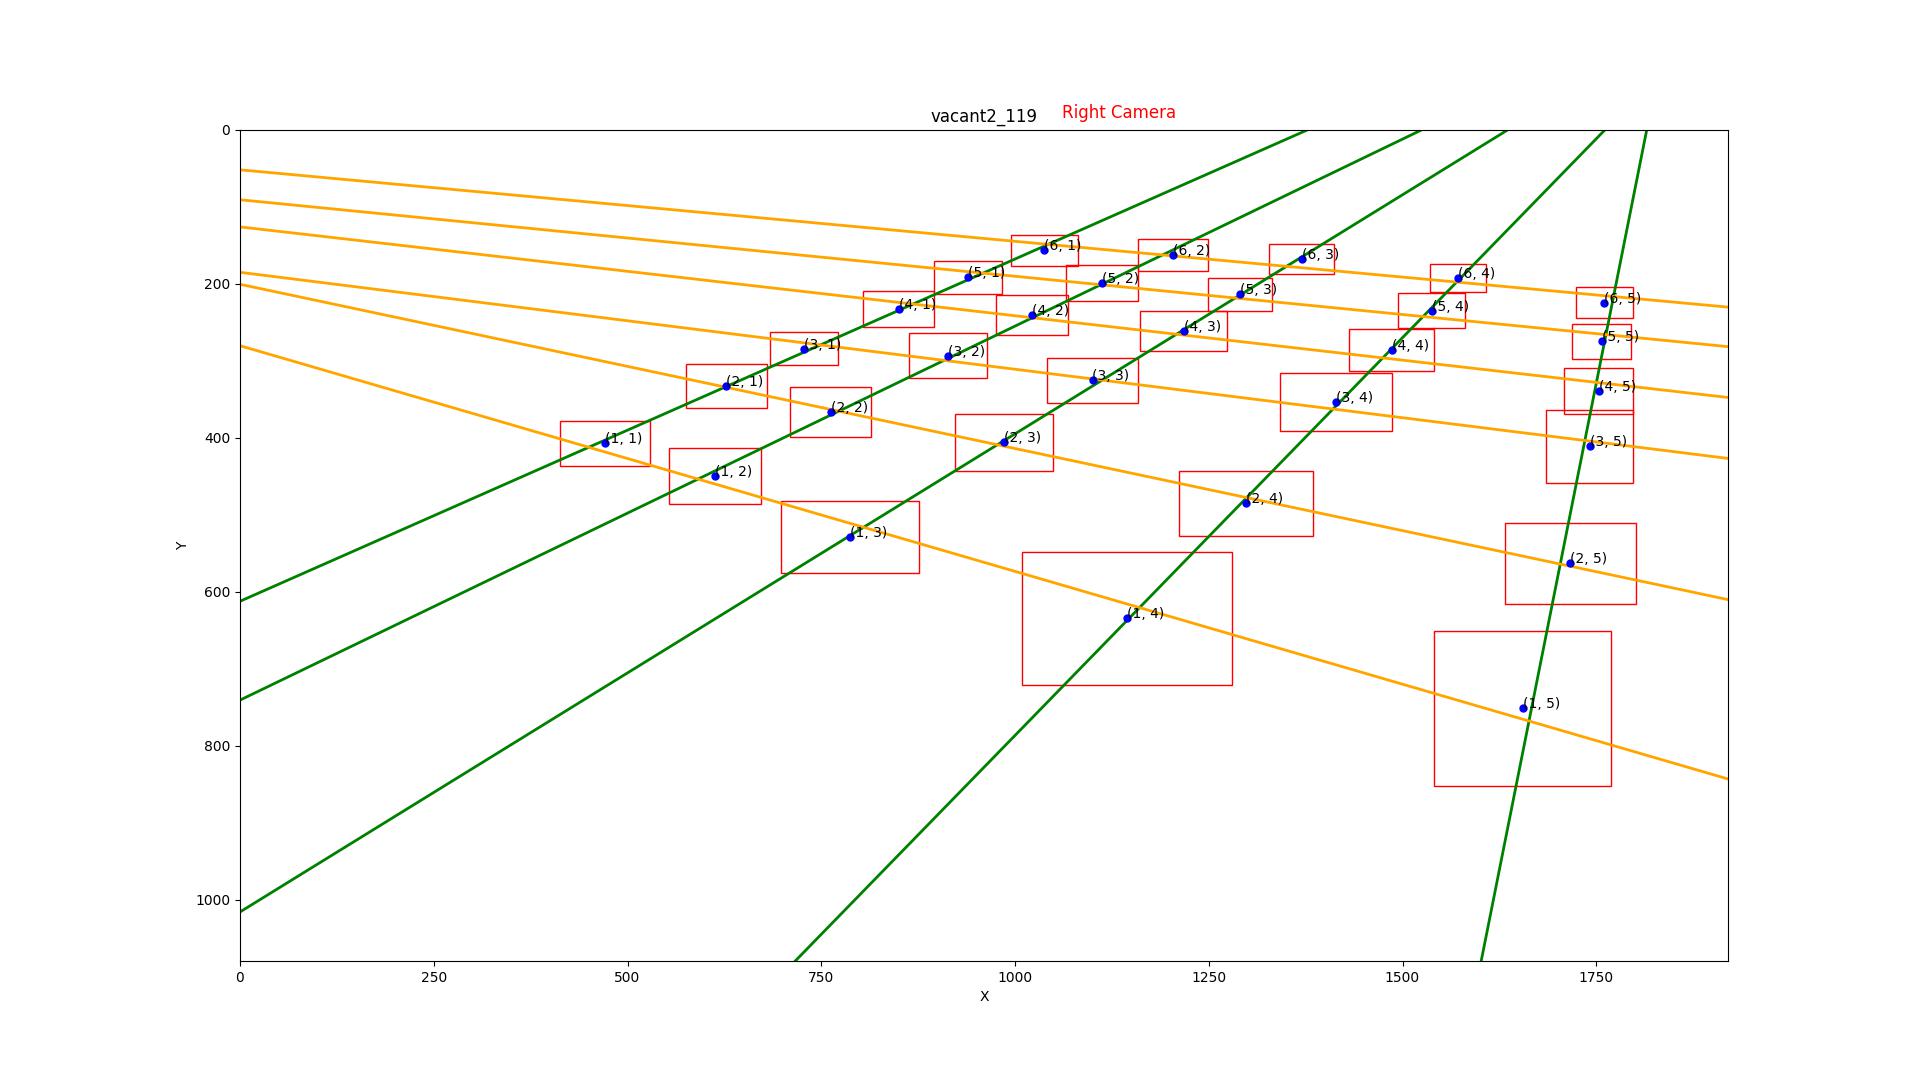 vacant2_119 Right Camera
0
(6, 1) (6, 2) (6, 3) (6, 4) (6, 5)
(5, 1) (5, 2) (5, 3) (5, 4) (5, 5)
200
(4, 1) (4, 2) (4, 3) (4, 4) (4, 5)
(3, 1) (3, 2) (3, 3) (3, 4) (3, 5)
(2, 1) (2, 2) (2, 3) (2, 4) (2, 5)
400
(1, 1) (1, 2) (1, 3) (1, 4) (1, 5)
Y
600
800
1000
0 250 500 750 1000 1250 1500 1750
X